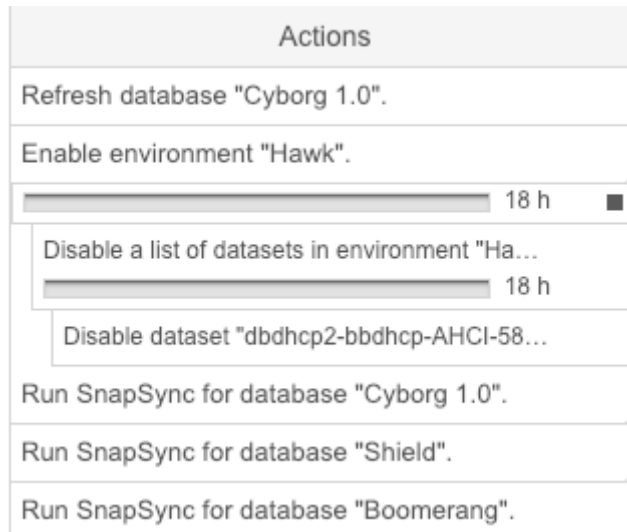 Actions
Refresh database "Cyborg 1.0".
Enable environment "Hawk".
18 h
Disable a list of datasets in environment "Ha...
18 h
Disable dataset "dbdhcp2-bbdhcp-AHCI-58...
Run SnapSync for database "Cyborg 1.0".
Run SnapSync for database "Shield".
Run SnapSync for database "Boomerang".